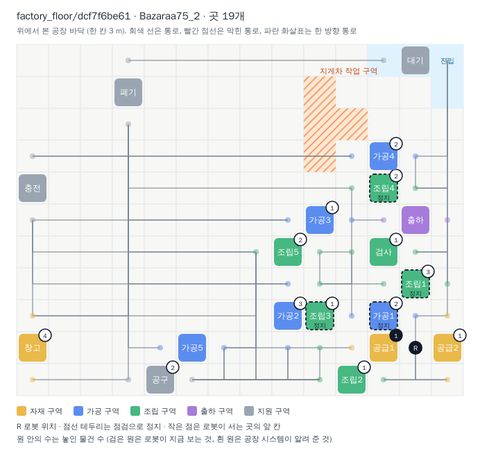 factory_floor/dcf7f6be61 · Bazaraa75_2 · 곳 19개
위에서 본 공장 바닥 (한 칸 3 m). 회색 선은 통로, 빨간 점선은 막힌 통로, 파란 화살표는 한 방향 통로
대기
진입
지게차 작업 구역
폐기
가공4
2
충전
조립4
2
정지
가공3
1
출하
조립5
2
검사
1
조립1
3
정지
가공2
3
조립3
1
정지
가공1
2
정지
창고
4
가공5
공급1
1
R
공급2
1
공구
2
조립2
1
자재 구역
가공 구역
조립 구역
출하 구역
지원 구역
R 로봇 위치 · 점선 테두리는 점검으로 정지 · 작은 점은 로봇이 서는 곳의 앞 칸
원 안의 수는 놓인 물건 수 (검은 원은 로봇이 지금 보는 것, 흰 원은 공장 시스템이 알려 준 것)